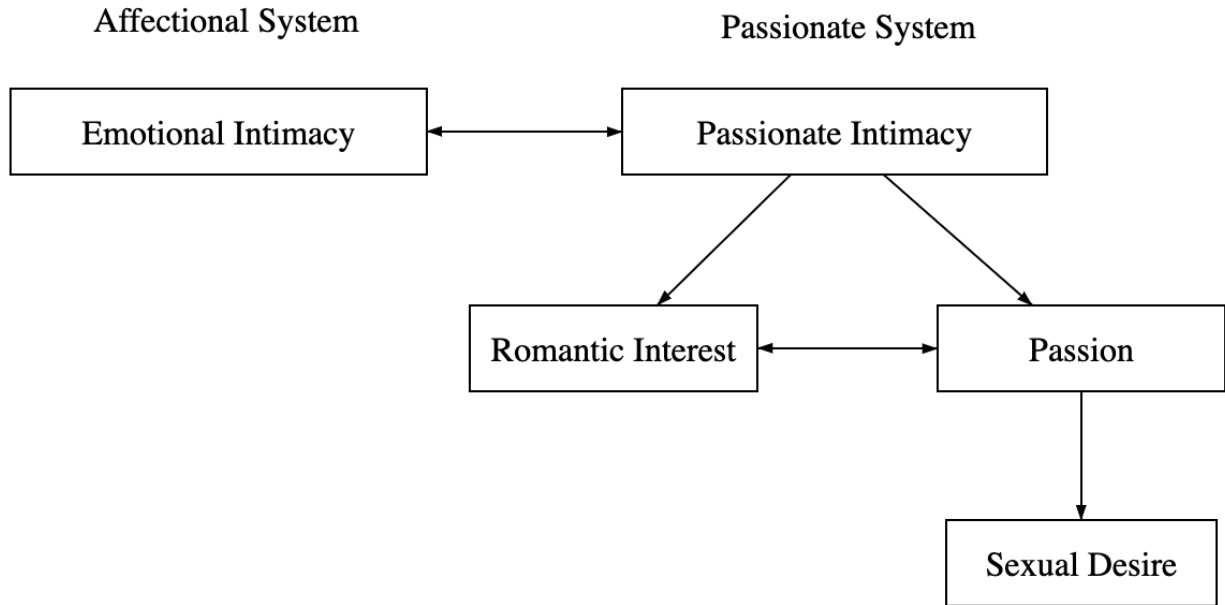 Affectional System
Passionate System
Emotional Intimacy
Passionate Intimacy
Romantic Interest
Passion
Sexual Desire